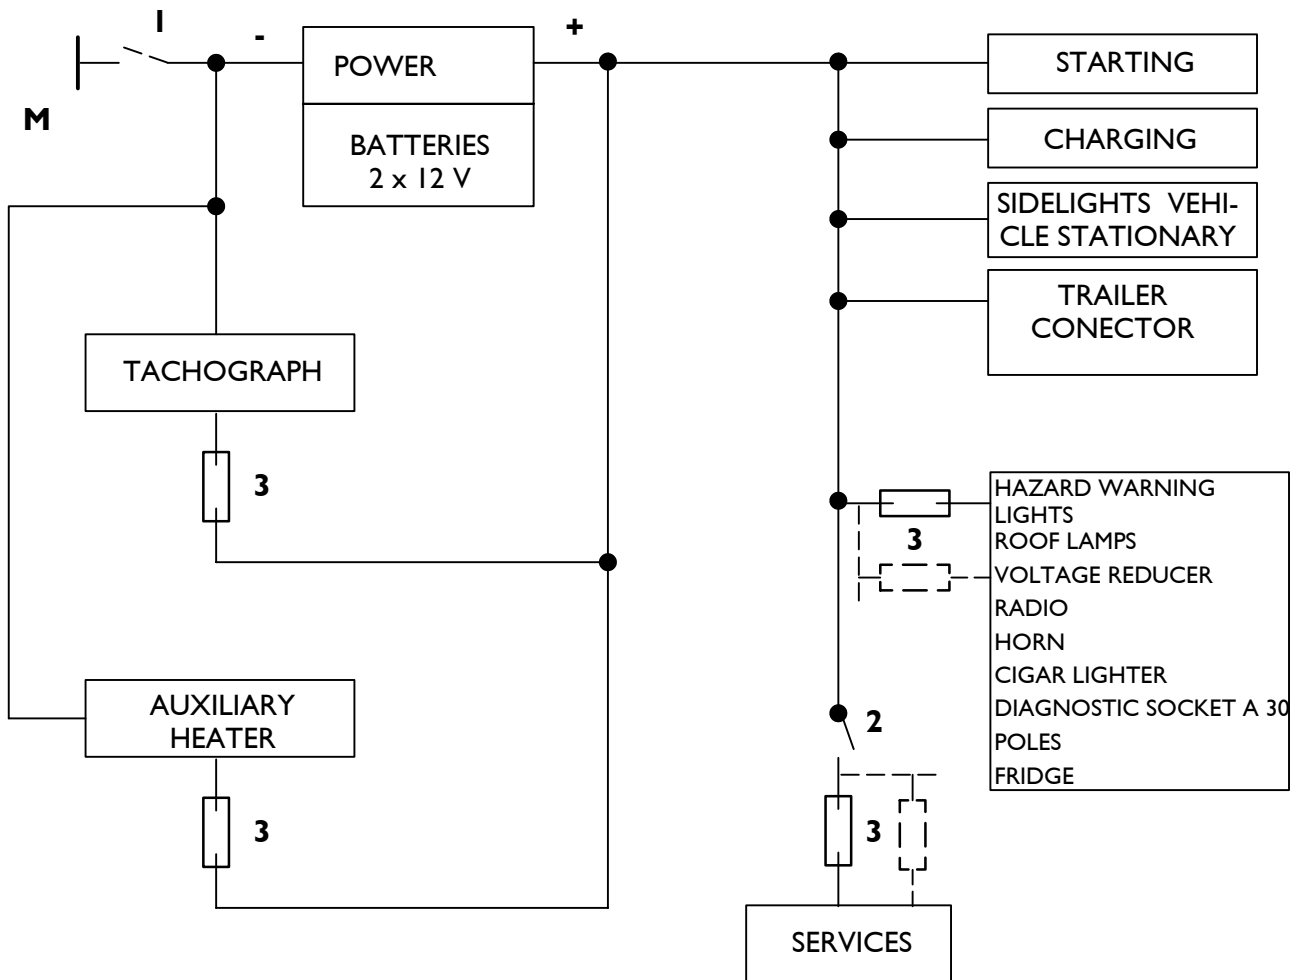 I
-
+
M
POWER
BATTERIES
2 x 12 V
STARTING
CHARGING
SIDELIGHTS VEHI-
CLE STATIONARY
TRAILER
CONECTOR
TACHOGRAPH
3
HAZARD WARNING
LIGHTS
ROOF LAMPS
VOLTAGE REDUCER
RADIO
HORN
CIGAR LIGHTER
DIAGNOSTIC SOCKET A 30
POLES
FRIDGE
3
AUXILIARY
HEATER
3
2
3
SERVICES